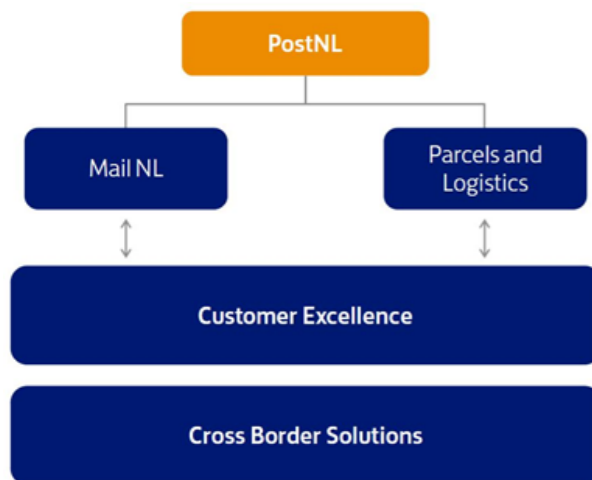 PostNL
Mail NL
Parcels and
Logistics
Customer Excellence
Cross Border Solutions